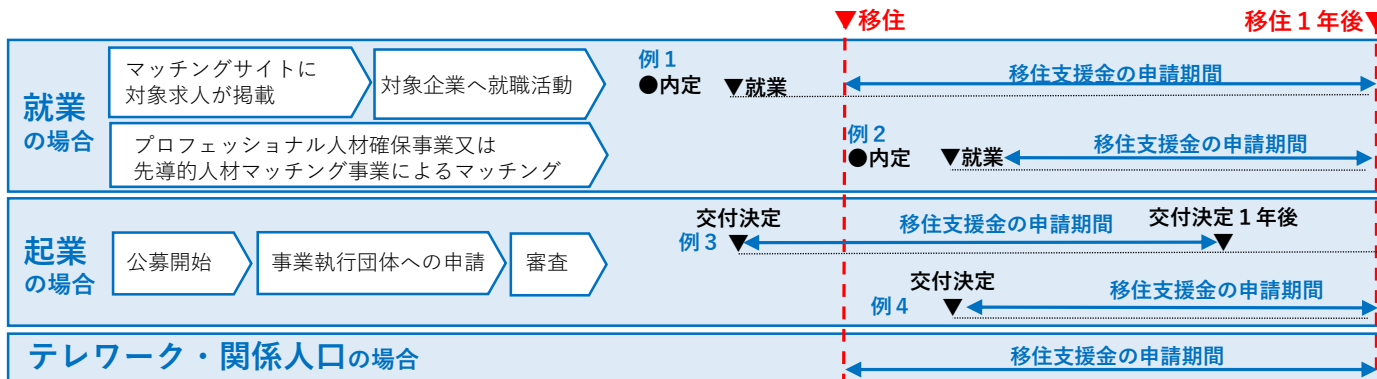 ▼移住
移住１年後▼
就業
の場合
マッチングサイトに
対象求人が掲載
対象企業へ就職活動
プロフェッショナル人材確保事業又は
先導的人材マッチング事業によるマッチング
例１
●内定 ▼就業
移住支援金の申請期間
例２
●内定 ▼就業
移住支援金の申請期間
起業
の場合
公募開始
事業執行団体への申請
審査
交付決定
例３ ▼
移住支援金の申請期間
交付決定１年後
▼
交付決定
例４ ▼
移住支援金の申請期間
テレワーク・関係人口の場合
移住支援金の申請期間